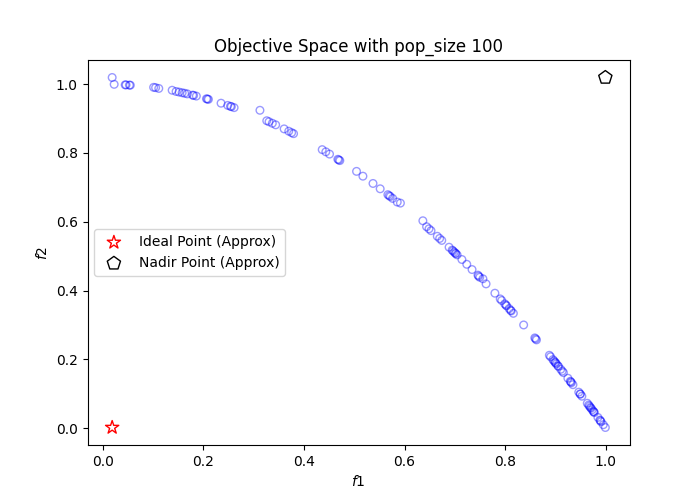 Objective Space with pop_size 100
1.0
0.8
0.6
0.4
0.2
0.0
f2
Ideal Point (Approx)
Nadir Point (Approx)
0.0 0.2 0.4 0.6 0.8 1.0
f1